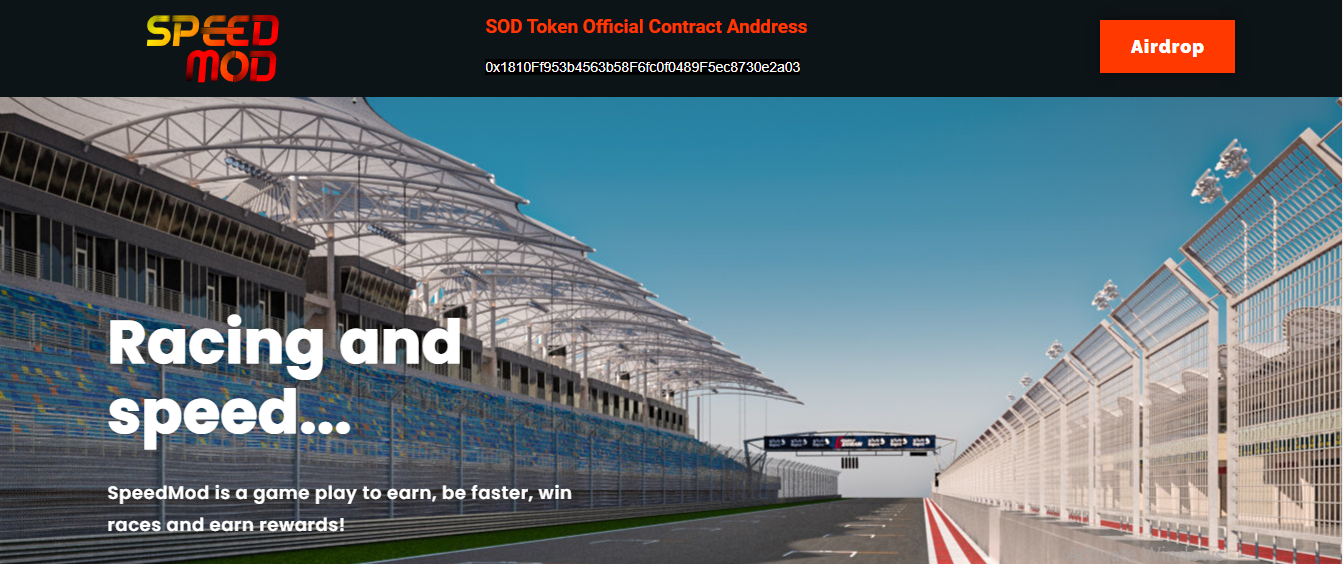 SPEED
MOD
SOD Token Official Contract Anddress
0x1810Ff953b4563b58F6fc0f0489F5ec8730e2a03
Airdrop
Racing and
speed...
SpeedMod is a game play to earn, be faster, win
races and earn rewards!